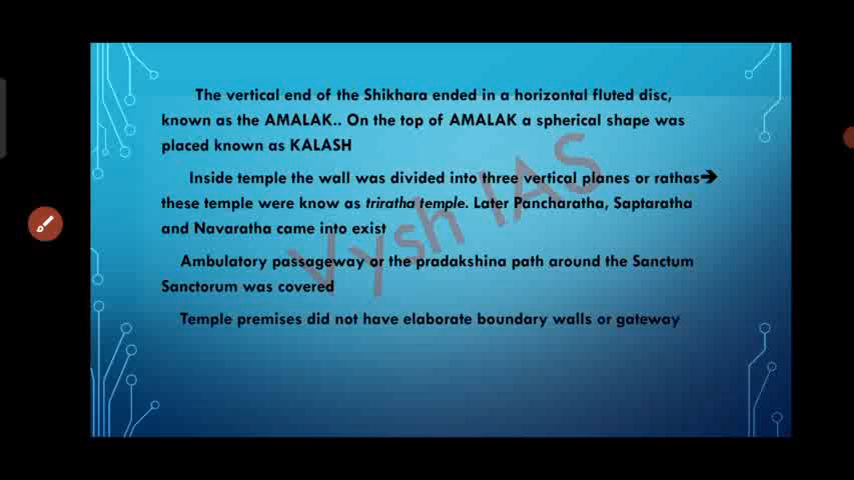 The vertical end of the Shikhara ended in a horizontal fluted disc,
known as the AMALAK.. On the top of AMALAK a spherical shape was
placed known as KALASH
Inside temple the wall was divided into three vertical planes or rathas➔
these temple were know as triratha temple. Later Pancharatha, Saptaratha
and Navaratha came into exist
Ambulatory passageway or the pradakshina path around the Sanctum
Sanctorum was covered
Temple premises did not have elaborate boundary walls or gateway
Vysh IAS